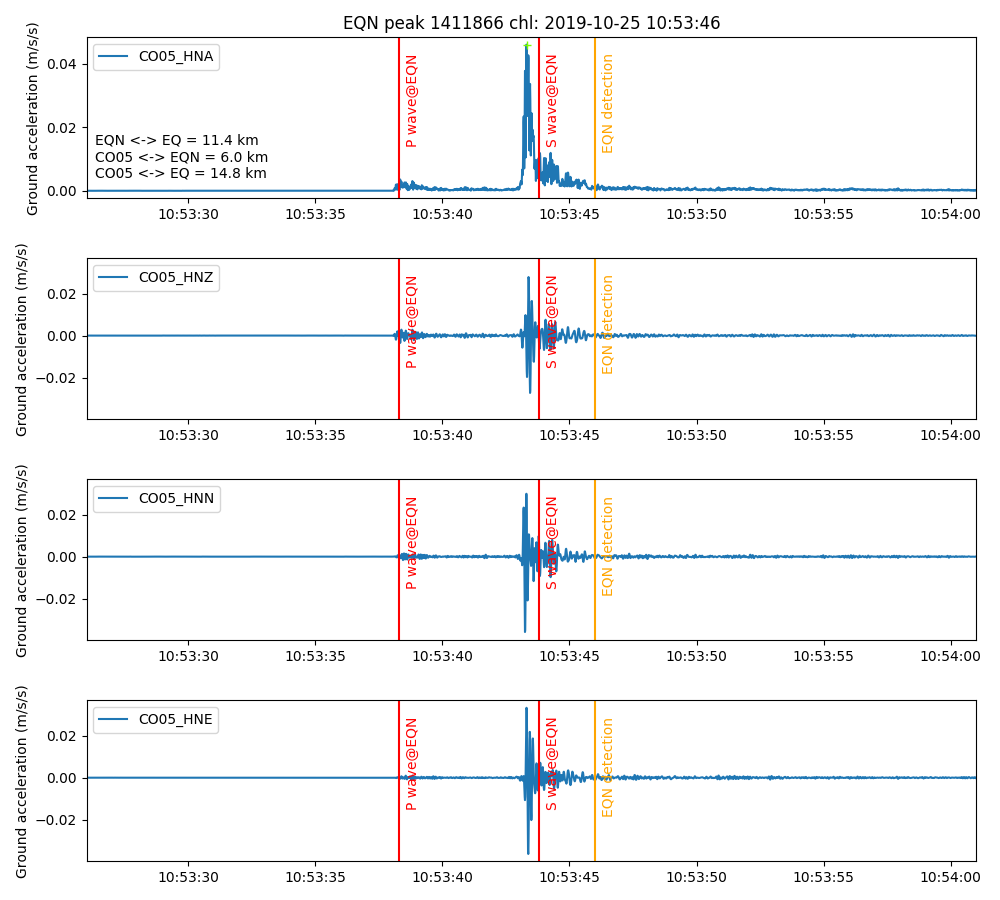 EQN peak 1411866 chl: 2019-10-25 10:53:46
Ground acceleration (m/s/s)
0.04
0.02
0.00
CO05_HNA
P wave@EQN
S wave@EQN
EQN detection
EQN <-> EQ = 11.4 km
CO05 <-> EQN = 6.0 km
CO05 <-> EQ = 14.8 km
10:53:30 10:53:35 10:53:40 10:53:45 10:53:50 10:53:55 10:54:00
Ground acceleration (m/s/s)
0.02
0.00
−0.02
CO05_HNZ
P wave@EQN
S wave@EQN
EQN detection
10:53:30 10:53:35 10:53:40 10:53:45 10:53:50 10:53:55 10:54:00
Ground acceleration (m/s/s)
0.02
0.00
−0.02
CO05_HNN
P wave@EQN
S wave@EQN
EQN detection
10:53:30 10:53:35 10:53:40 10:53:45 10:53:50 10:53:55 10:54:00
Ground acceleration (m/s/s)
0.02
0.00
−0.02
CO05_HNE
P wave@EQN
S wave@EQN
EQN detection
10:53:30 10:53:35 10:53:40 10:53:45 10:53:50 10:53:55 10:54:00